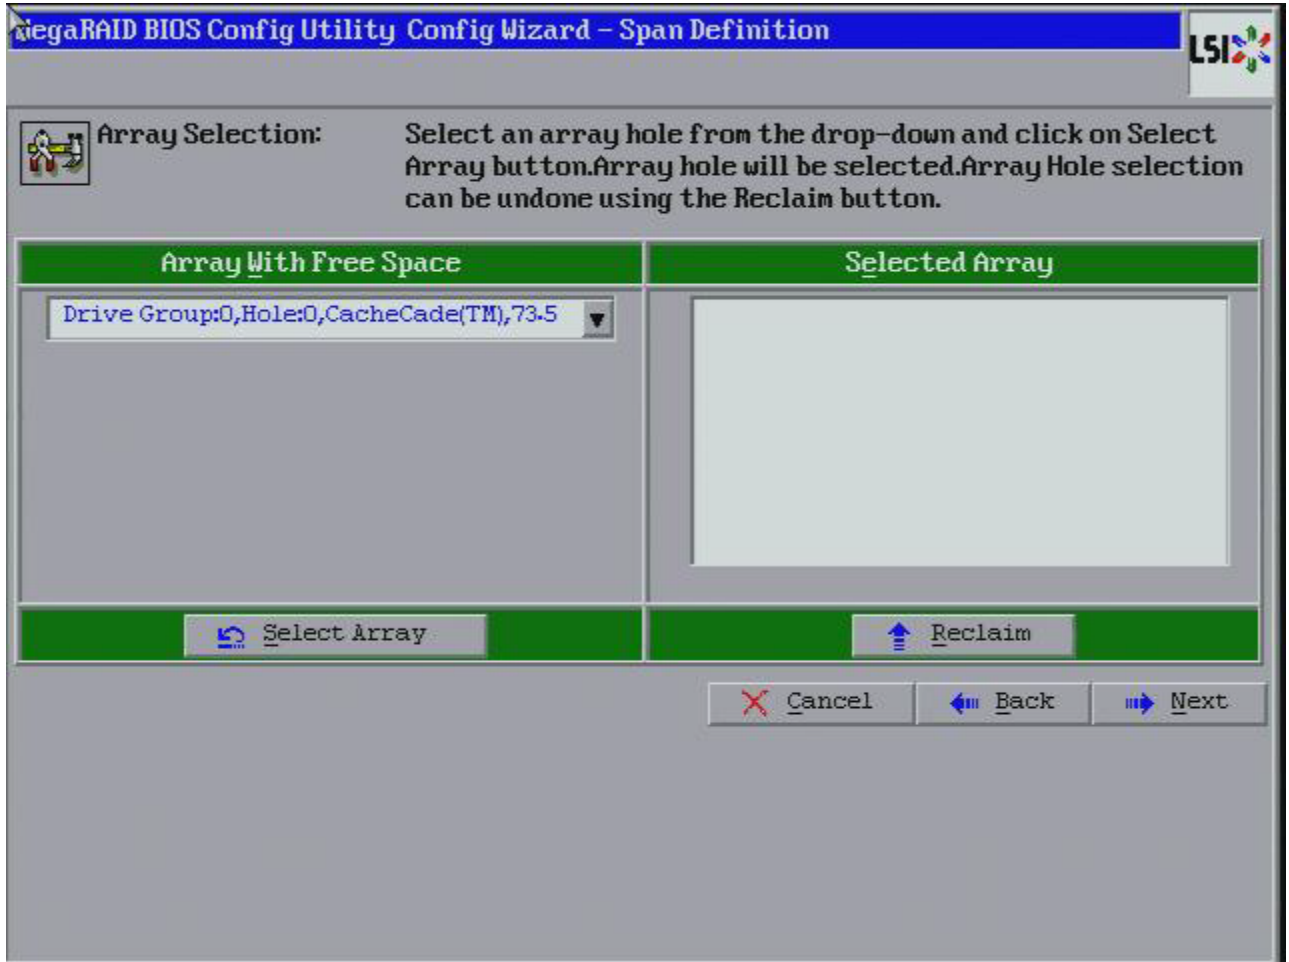 MegaRAID BIOS Config Utility Config Wizard – Span Definition
LSI
Array Selection:
Select an array hole from the drop-down and click on Select
Array button.Array hole will be selected.Array Hole selection
can be undone using the Reclaim button.
Array With Free Space
Selected Array
Drive Group:0,Hole:0,CacheCade(TM),73.5
Select Array
Reclaim
Cancel
Back
Next